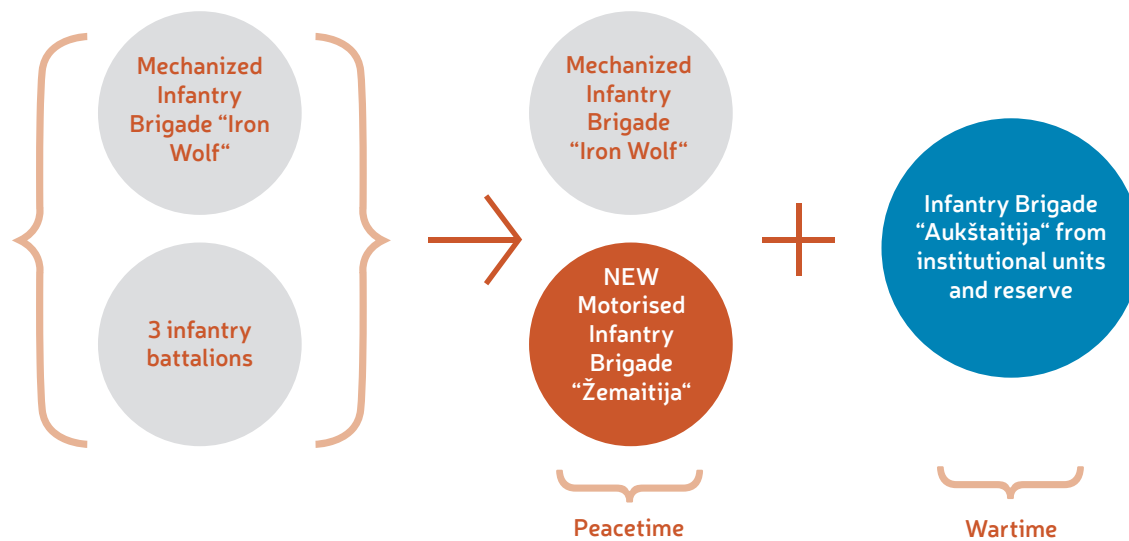 Mechanized
Infantry
Brigade “Iron
Wolf“
3 infantry
battalions
Mechanized
Infantry
Brigade
“Iron Wolf“
NEW
Motorised
Infantry
Brigade
“Žemaitija“
Infantry Brigade
“Aukštaitija“ from
institutional units
and reserve
Peacetime
Wartime